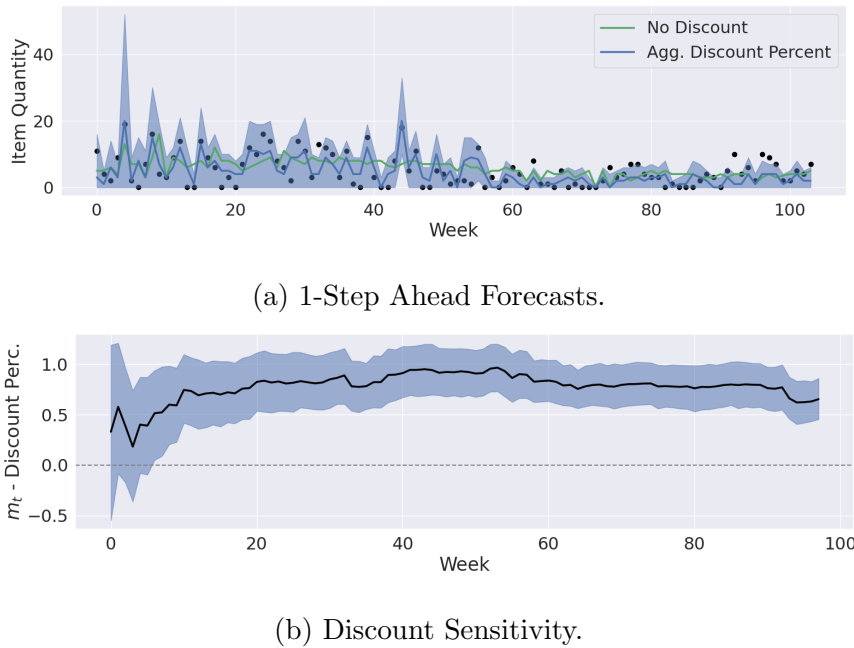 No Discount
Agg. Discount Percent
Item Quantity
40
20
0
0 20 40 60 80 100
Week
(a) 1-Step Ahead Forecasts.
m_t - Discount Perc.
1.0
0.5
0.0
−0.5
0 20 40 60 80 100
Week
(b) Discount Sensitivity.